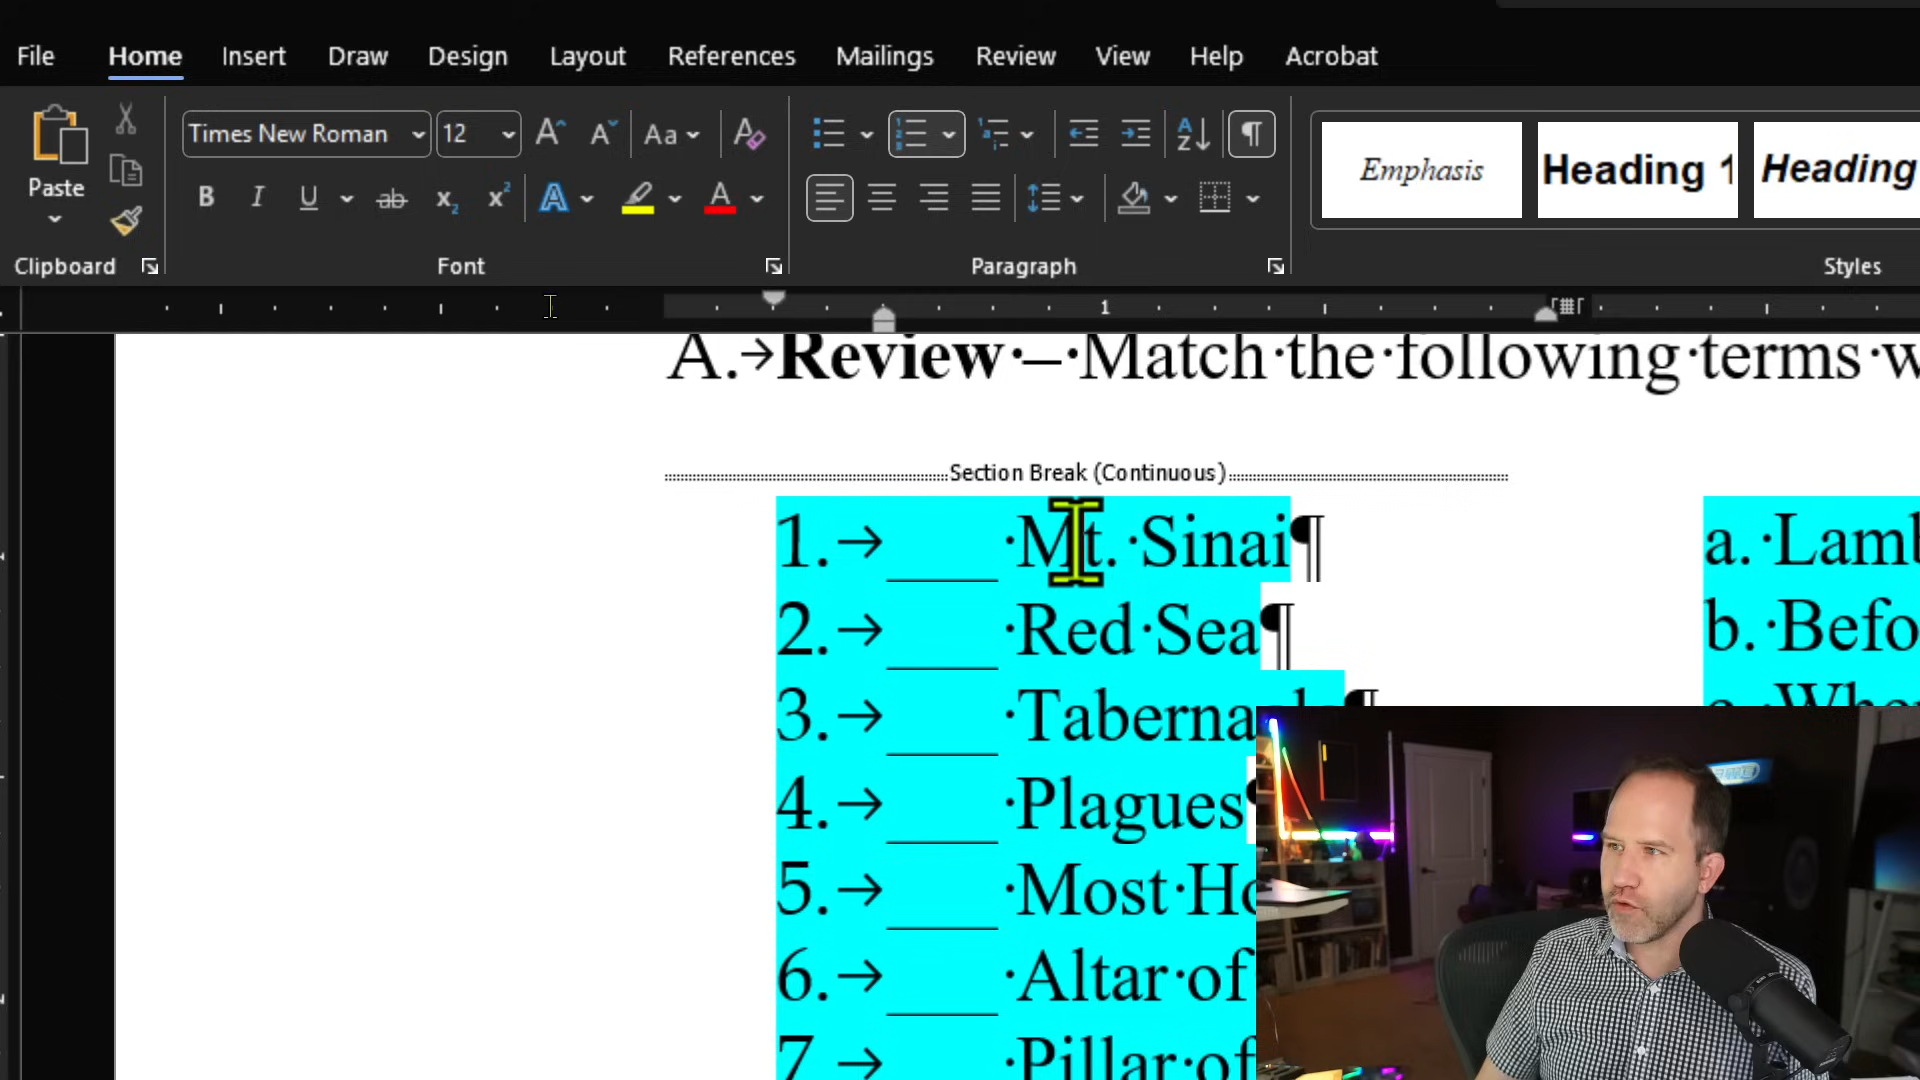 File Home Insert Draw Design Layout References Mailings Review View Help Acrobat
Times New Roman 12 Aa
Paste
Emphasis Heading 1 Heading
Clipboard Font Paragraph Styles
1
A.→Review·–·Match·the·following·terms
Section Break (Continuous)
1.→____·Mt.·Sinai¶
2.→____·Red·Sea¶
3.→____·Taberna
4.→____·Plagues
5.→____·Most·Ho
6.→____·Altar·of
7.→____·Pillar·of
a.·Lamb
b.·Befo